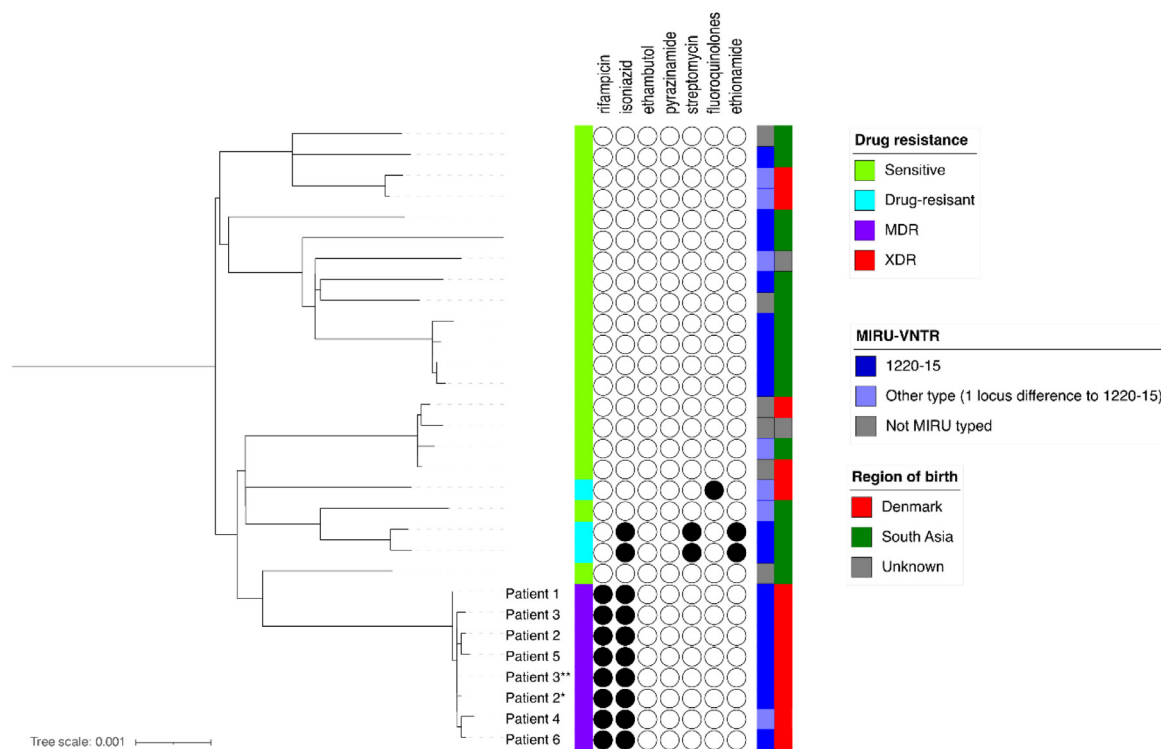 rifampicin
isoniazid
ethambutol
pyrazinamide
streptomycin
fluoroquinolones
ethionamide
Drug resistance
Sensitive
Drug-resisant
MDR
XDR
MIRU-VNTR
1220-15
Other type (1 locus difference to 1220-15)
Not MIRU typed
Region of birth
Denmark
South Asia
Unknown
Patient 1
Patient 3
Patient 2
Patient 5
Patient 3**
Patient 2*
Patient 4
Patient 6
Tree scale: 0.001